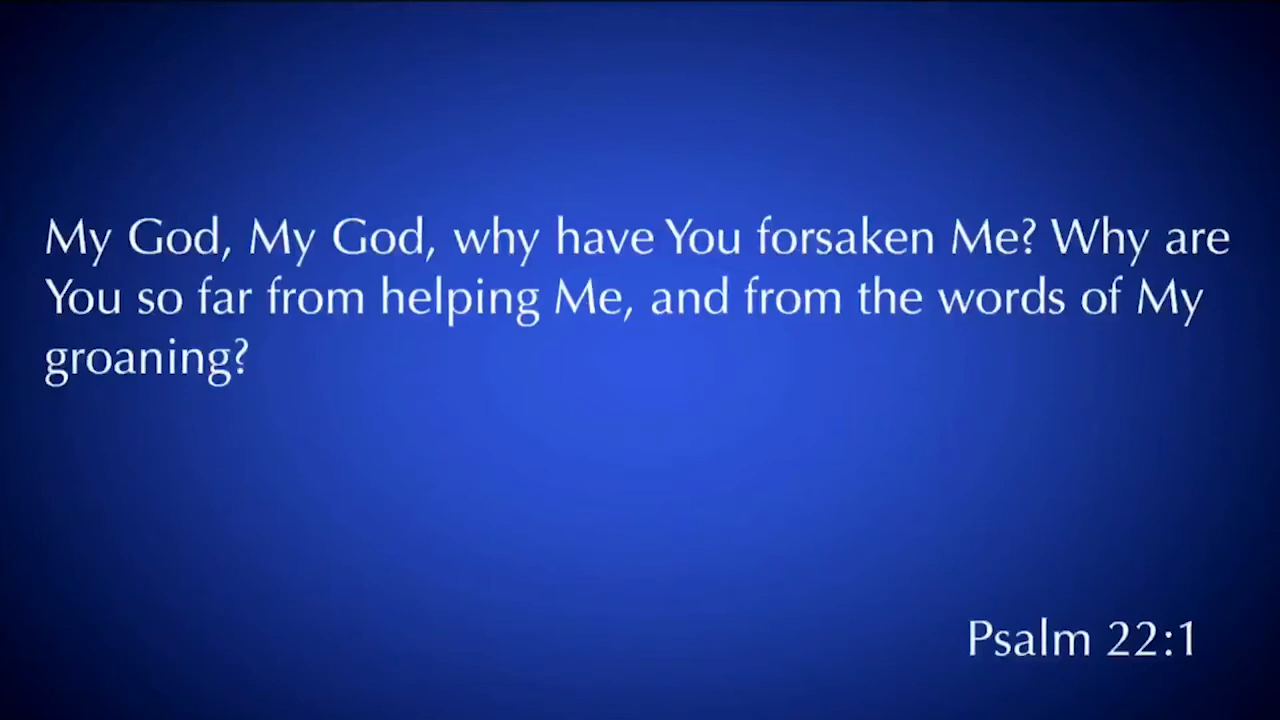 My God, My God, why have You forsaken Me? Why are
You so far from helping Me, and from the words of My
groaning?
Psalm 22:1